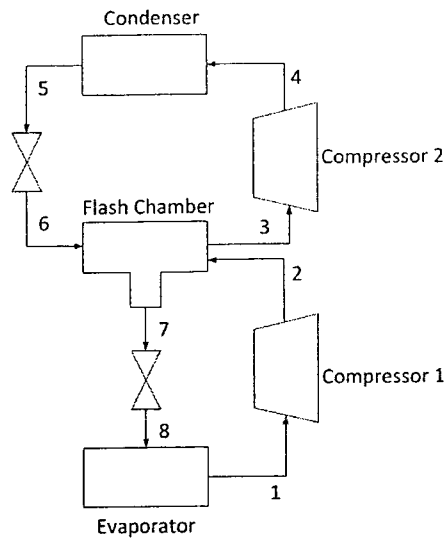 Condenser
5
4
Compressor 2
6
Flash Chamber
3
2
7
Compressor 1
8
1
Evaporator